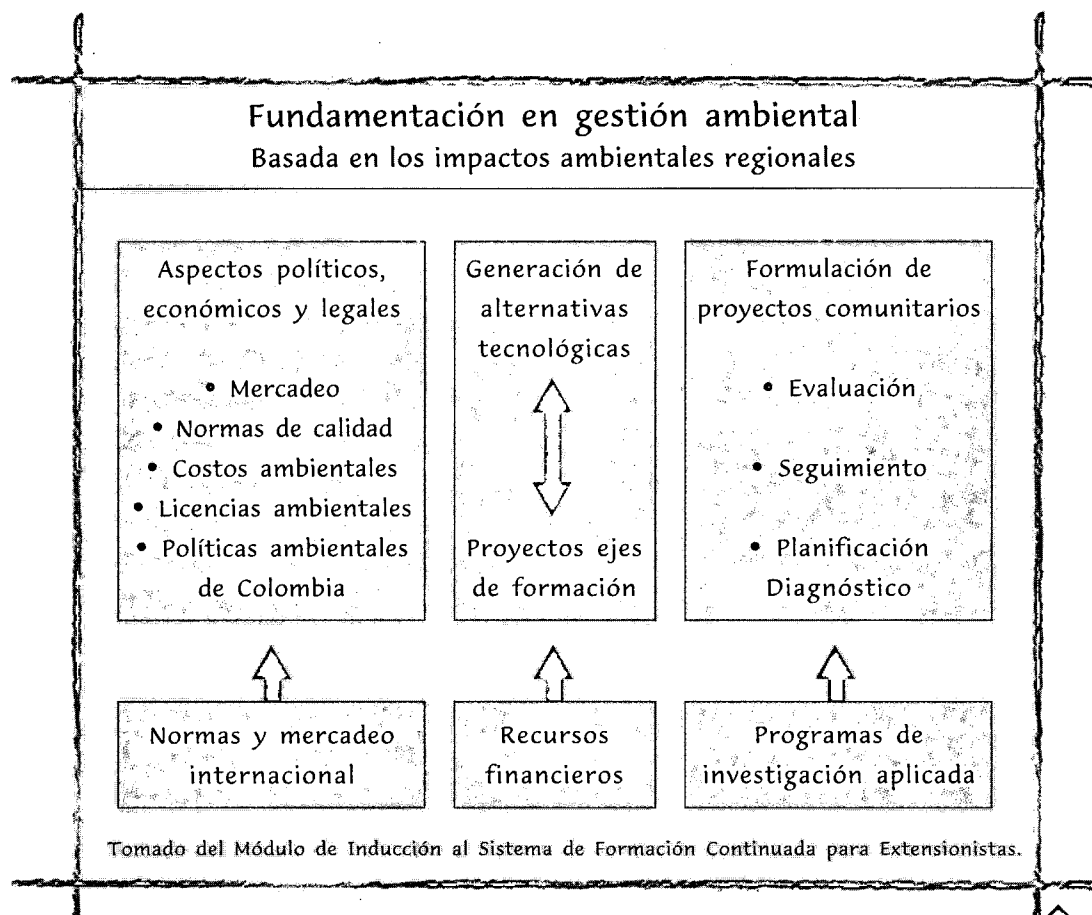 Fundamentación en gestión ambiental
Basada en los impactos ambientales regionales
Aspectos políticos,
económicos y legales
• Mercadeo
• Normas de calidad
• Costos ambientales
• Licencias ambientales
• Políticas ambientales
de Colombia
Generación de
alternativas
tecnológicas
Proyectos ejes
de formación
Formulación de
proyectos comunitarios
• Evaluación
• Seguimiento
• Planificación
Diagnóstico
Normas y mercadeo
internacional
Recursos
financieros
Programas de
investigación aplicada
Tomado del Módulo de Inducción al Sistema de Formación Continuada para Extensionistas.